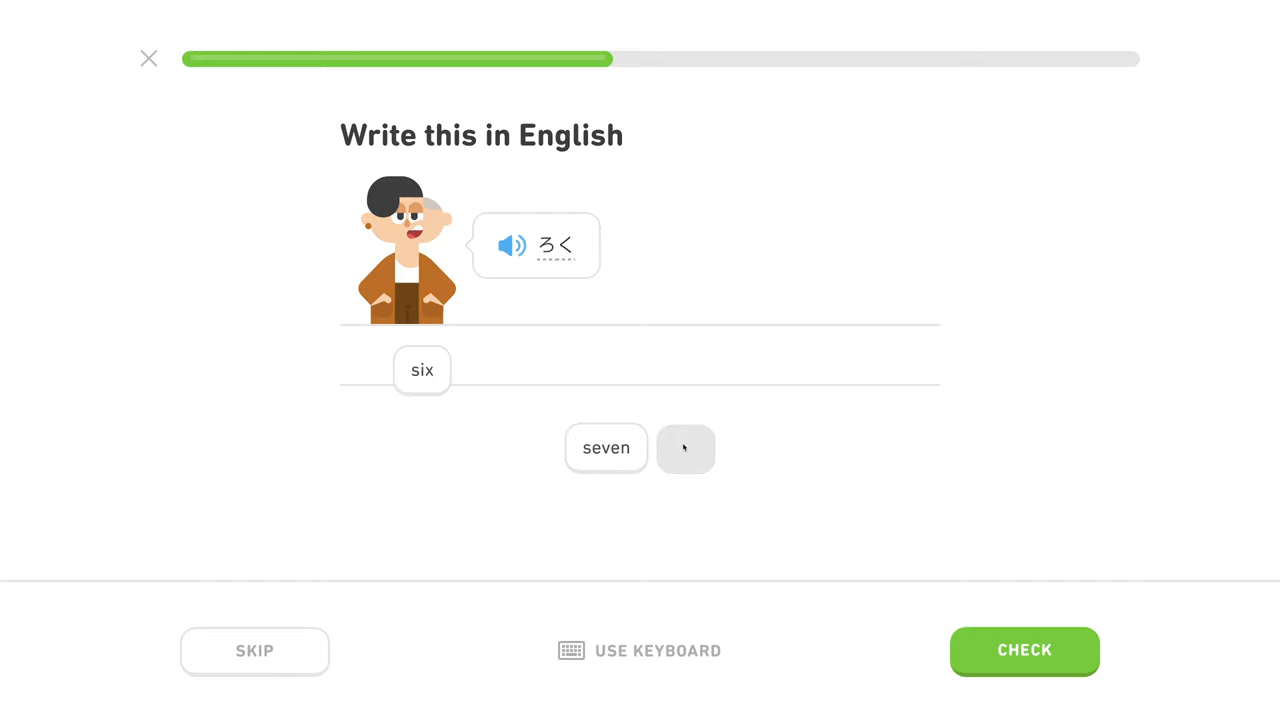 Write this in English
ろく
six
seven
SKIP
USE KEYBOARD
CHECK